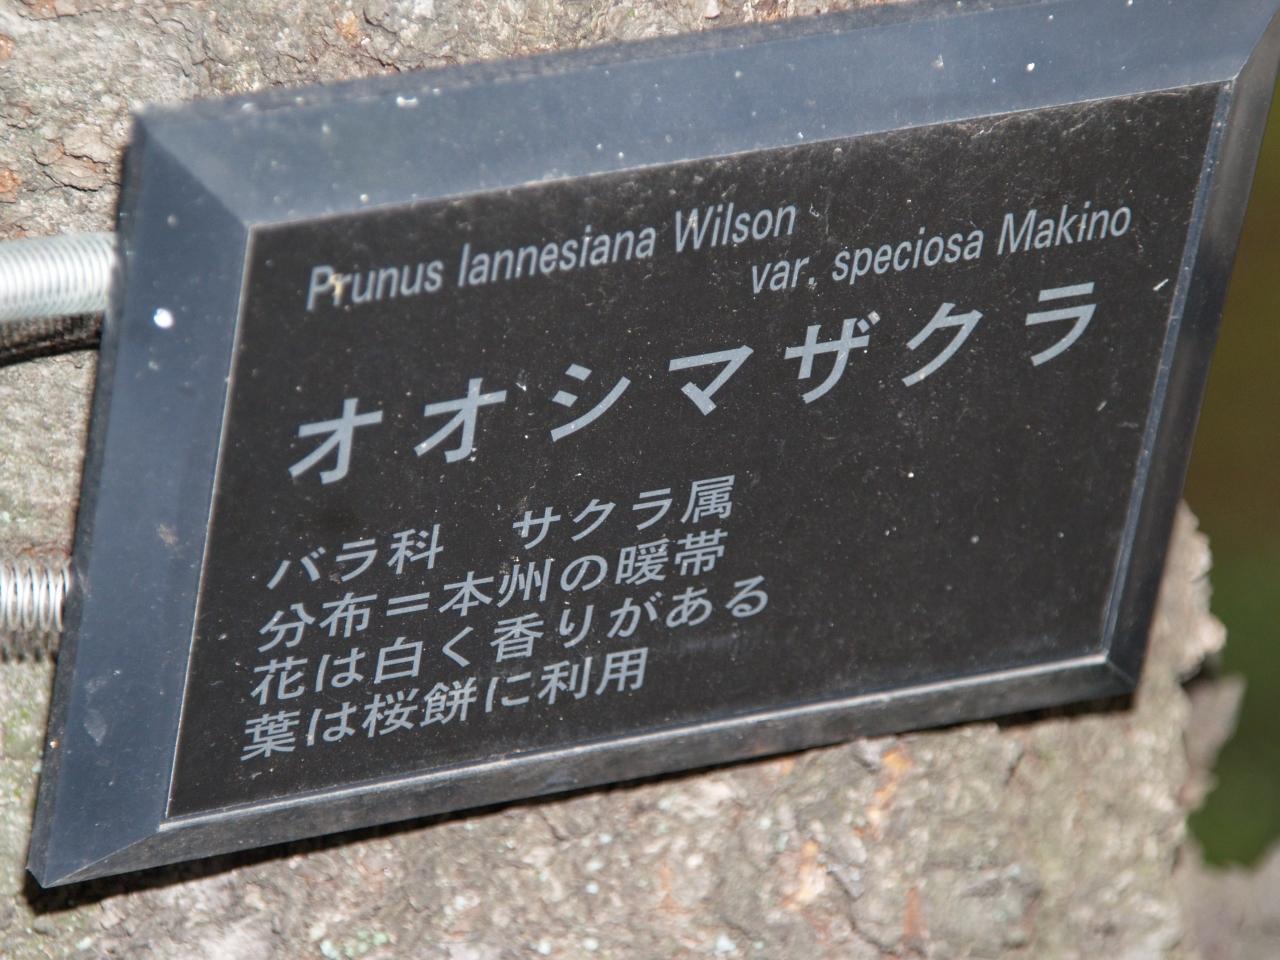 Prunus lannesiana Wilson
var. speciosa Makino
オオシマザクラ
バラ科　サクラ属
分布＝本州の暖帯
花は白く香りがある
葉は桜餅に利用